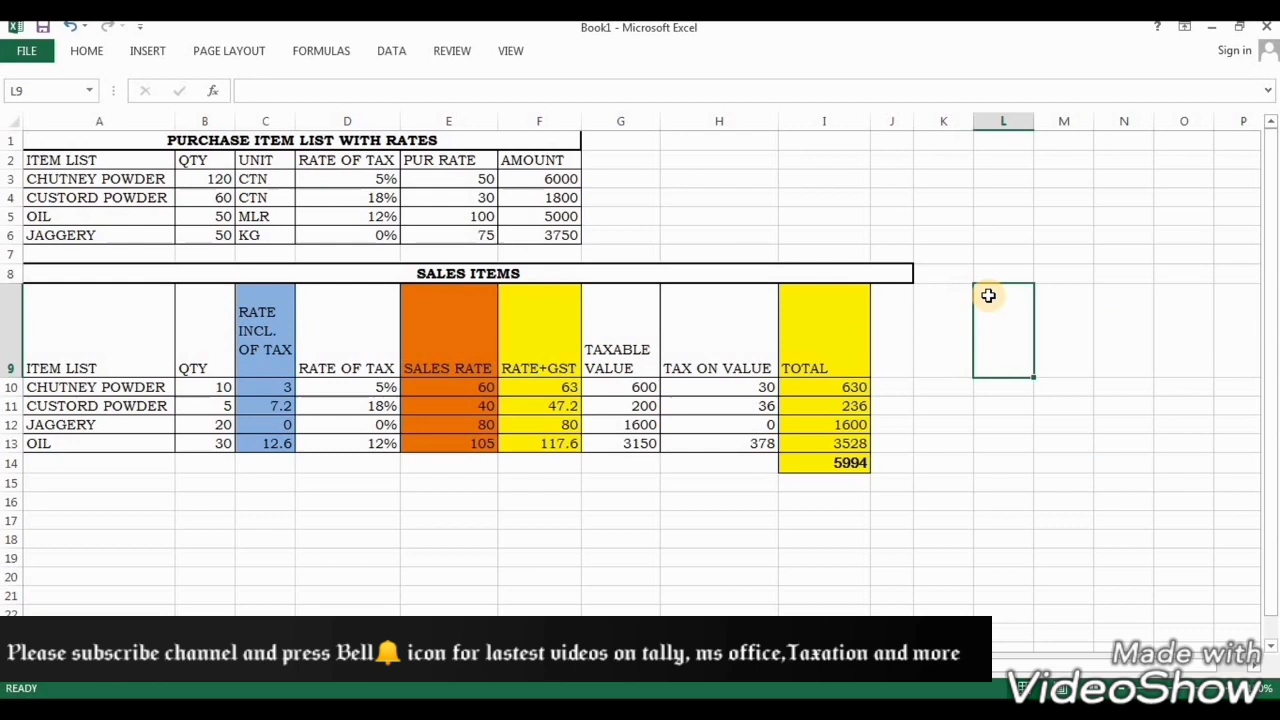 Book1 - Microsoft Excel
?
FILE HOME INSERT PAGE LAYOUT FORMULAS DATA REVIEW VIEW Sign in
L9 fx
A B C D E F G H I J K L M N O P
1 PURCHASE ITEM LIST WITH RATES
2 ITEM LIST QTY UNIT RATE OF TAX PUR RATE AMOUNT
3 CHUTNEY POWDER 120 CTN 5% 50 6000
4 CUSTORD POWDER 60 CTN 18% 30 1800
5 OIL 50 MLR 12% 100 5000
6 JAGGERY 50 KG 0% 75 3750
7
8 SALES ITEMS
RATE
INCL.
OF TAX TAXABLE
9 ITEM LIST QTY RATE OF TAX SALES RATE RATE+GST VALUE TAX ON VALUE TOTAL
10 CHUTNEY POWDER 10 3 5% 60 63 600 30 630
11 CUSTORD POWDER 5 7.2 18% 40 47.2 200 36 236
12 JAGGERY 20 0 0% 80 80 1600 0 1600
13 OIL 30 12.6 12% 105 117.6 3150 378 3528
14 5994
15
16
17
18
19
20
21
22
Please subscribe channel and press Bell🔔 icon for lastest videos on tally, ms office,Taxation and more
Made with
VideoShow
READY